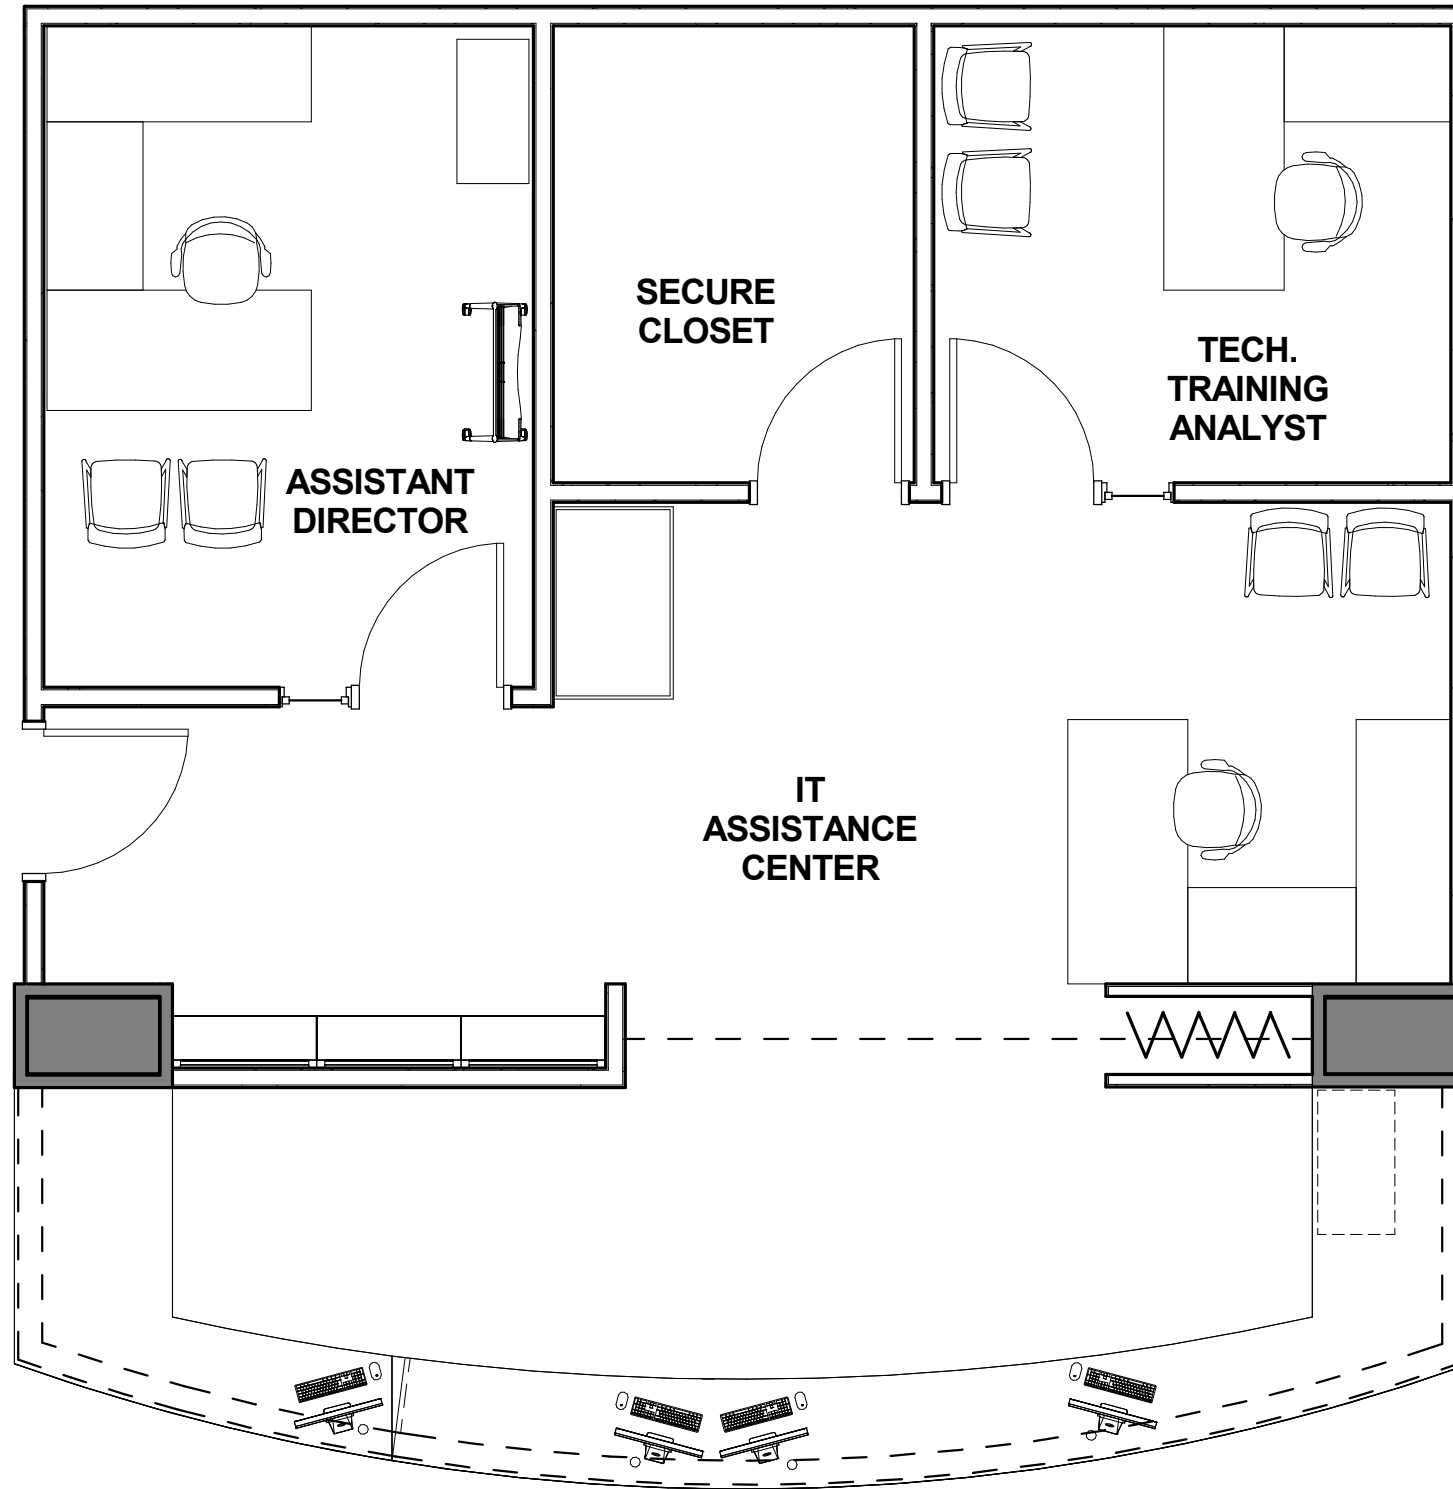 SECURE
CLOSET
TECH.
TRAINING
ANALYST
ASSISTANT
DIRECTOR
IT
ASSISTANCE
CENTER